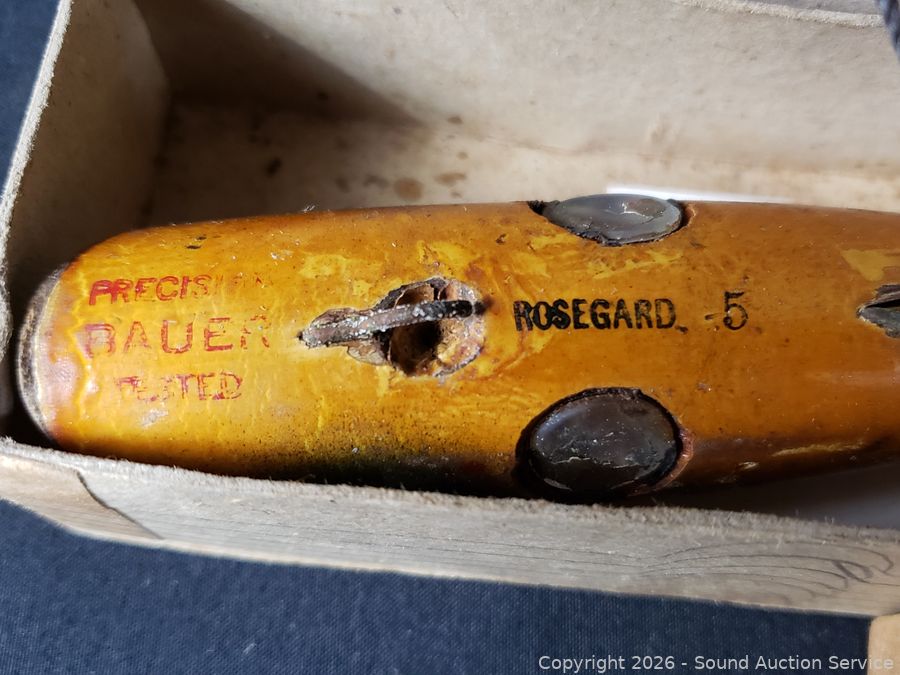 PRECISION
BAUER
TESTED
ROSEGARD 5
Copyright © 2026 - Sound Auction Service